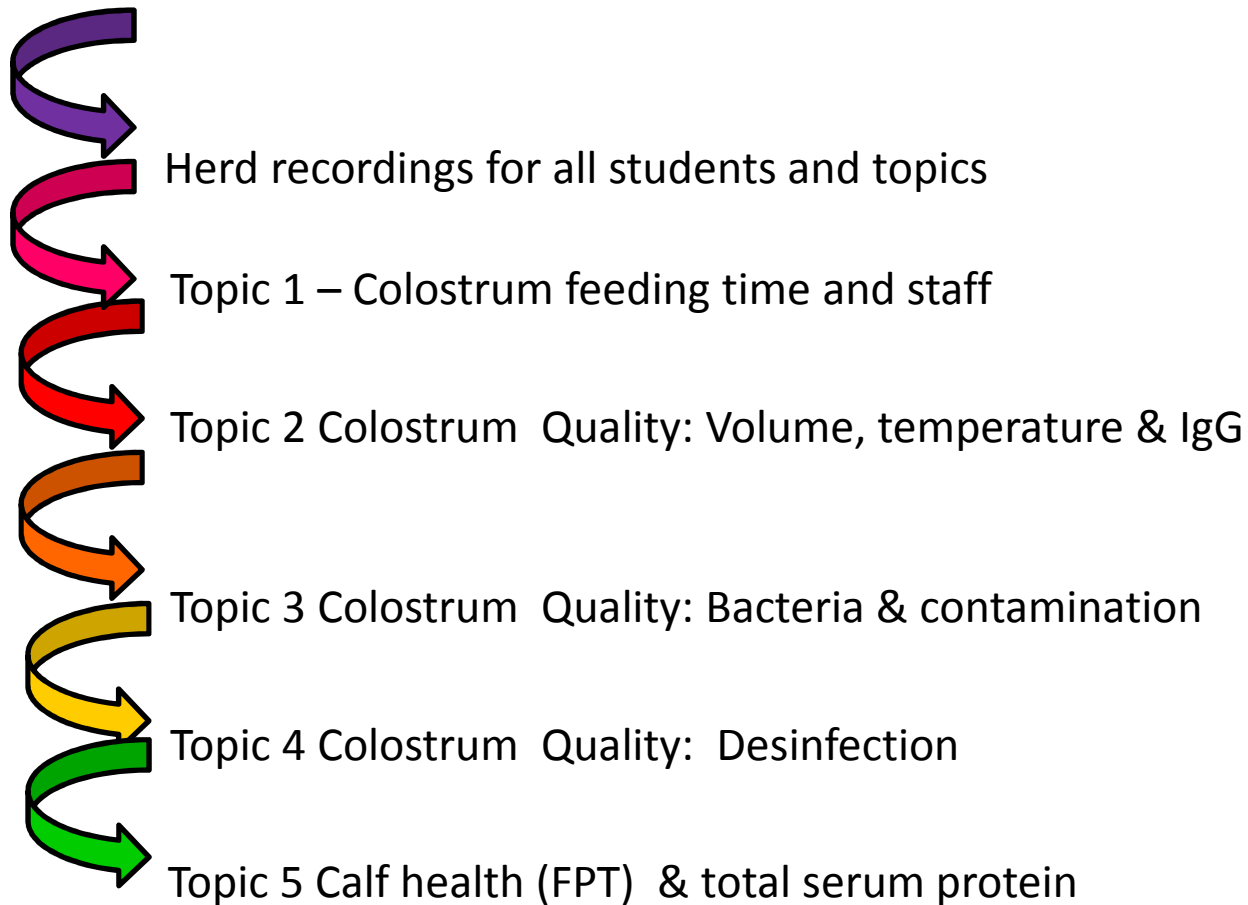 Herd recordings for all students and topics
Topic 1 – Colostrum feeding time and staff
Topic 2 Colostrum  Quality: Volume, temperature & IgG
Topic 3 Colostrum  Quality: Bacteria & contamination
Topic 4 Colostrum  Quality:  Desinfection
Topic 5 Calf health (FPT)  & total serum protein